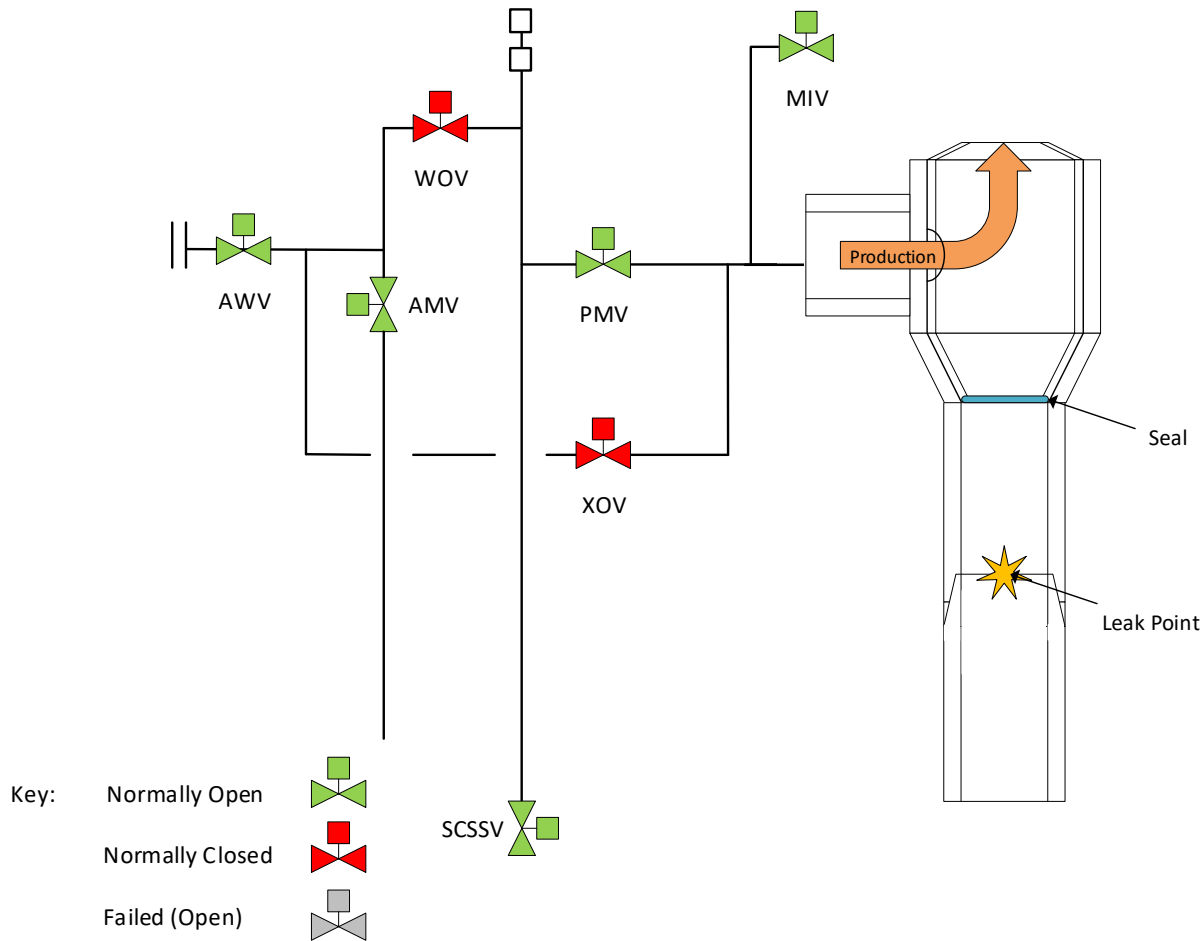 MIV
WOV
AWV
AMV
PMV
Production
Seal
XOV
Leak Point
SCSSV
Key:
Normally Open
Normally Closed
Failed (Open)